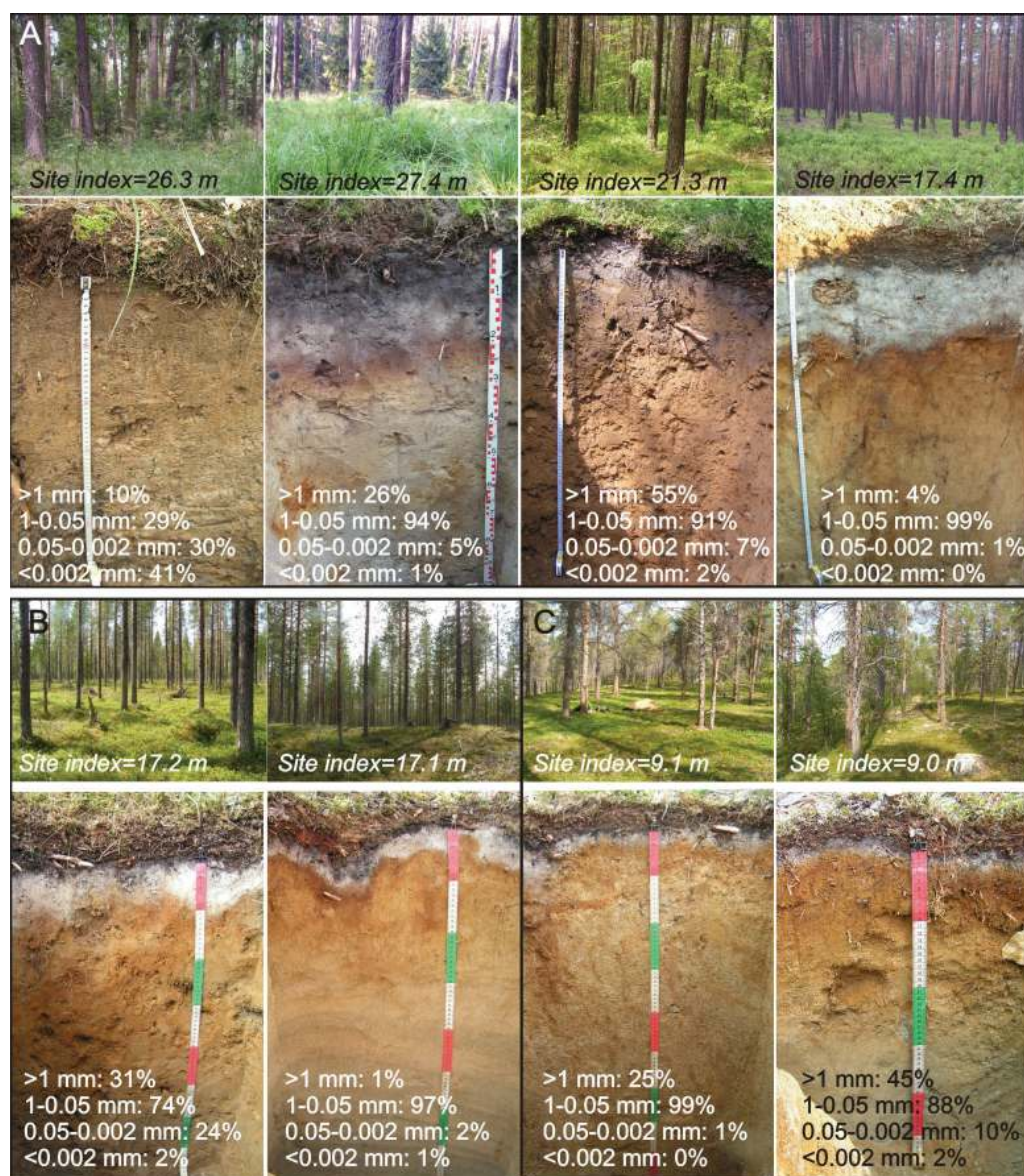 A
Site index=26.3 m
Site index=27.4 m
Site index=21.3 m
Site index=17.4 m
>1 mm: 10%
1-0.05 mm: 29%
0.05-0.002 mm: 30%
<0.002 mm: 41%
>1 mm: 26%
1-0.05 mm: 94%
0.05-0.002 mm: 5%
<0.002 mm: 1%
>1 mm: 55%
1-0.05 mm: 91%
0.05-0.002 mm: 7%
<0.002 mm: 2%
>1 mm: 4%
1-0.05 mm: 99%
0.05-0.002 mm: 1%
<0.002 mm: 0%
B
Site index=17.2 m
Site index=17.1 m
C
Site index=9.1 m
Site index=9.0 m
>1 mm: 31%
1-0.05 mm: 74%
0.05-0.002 mm: 24%
<0.002 mm: 2%
>1 mm: 1%
1-0.05 mm: 97%
0.05-0.002 mm: 2%
<0.002 mm: 1%
>1 mm: 25%
1-0.05 mm: 99%
0.05-0.002 mm: 1%
<0.002 mm: 0%
>1 mm: 45%
1-0.05 mm: 88%
0.05-0.002 mm: 10%
<0.002 mm: 2%